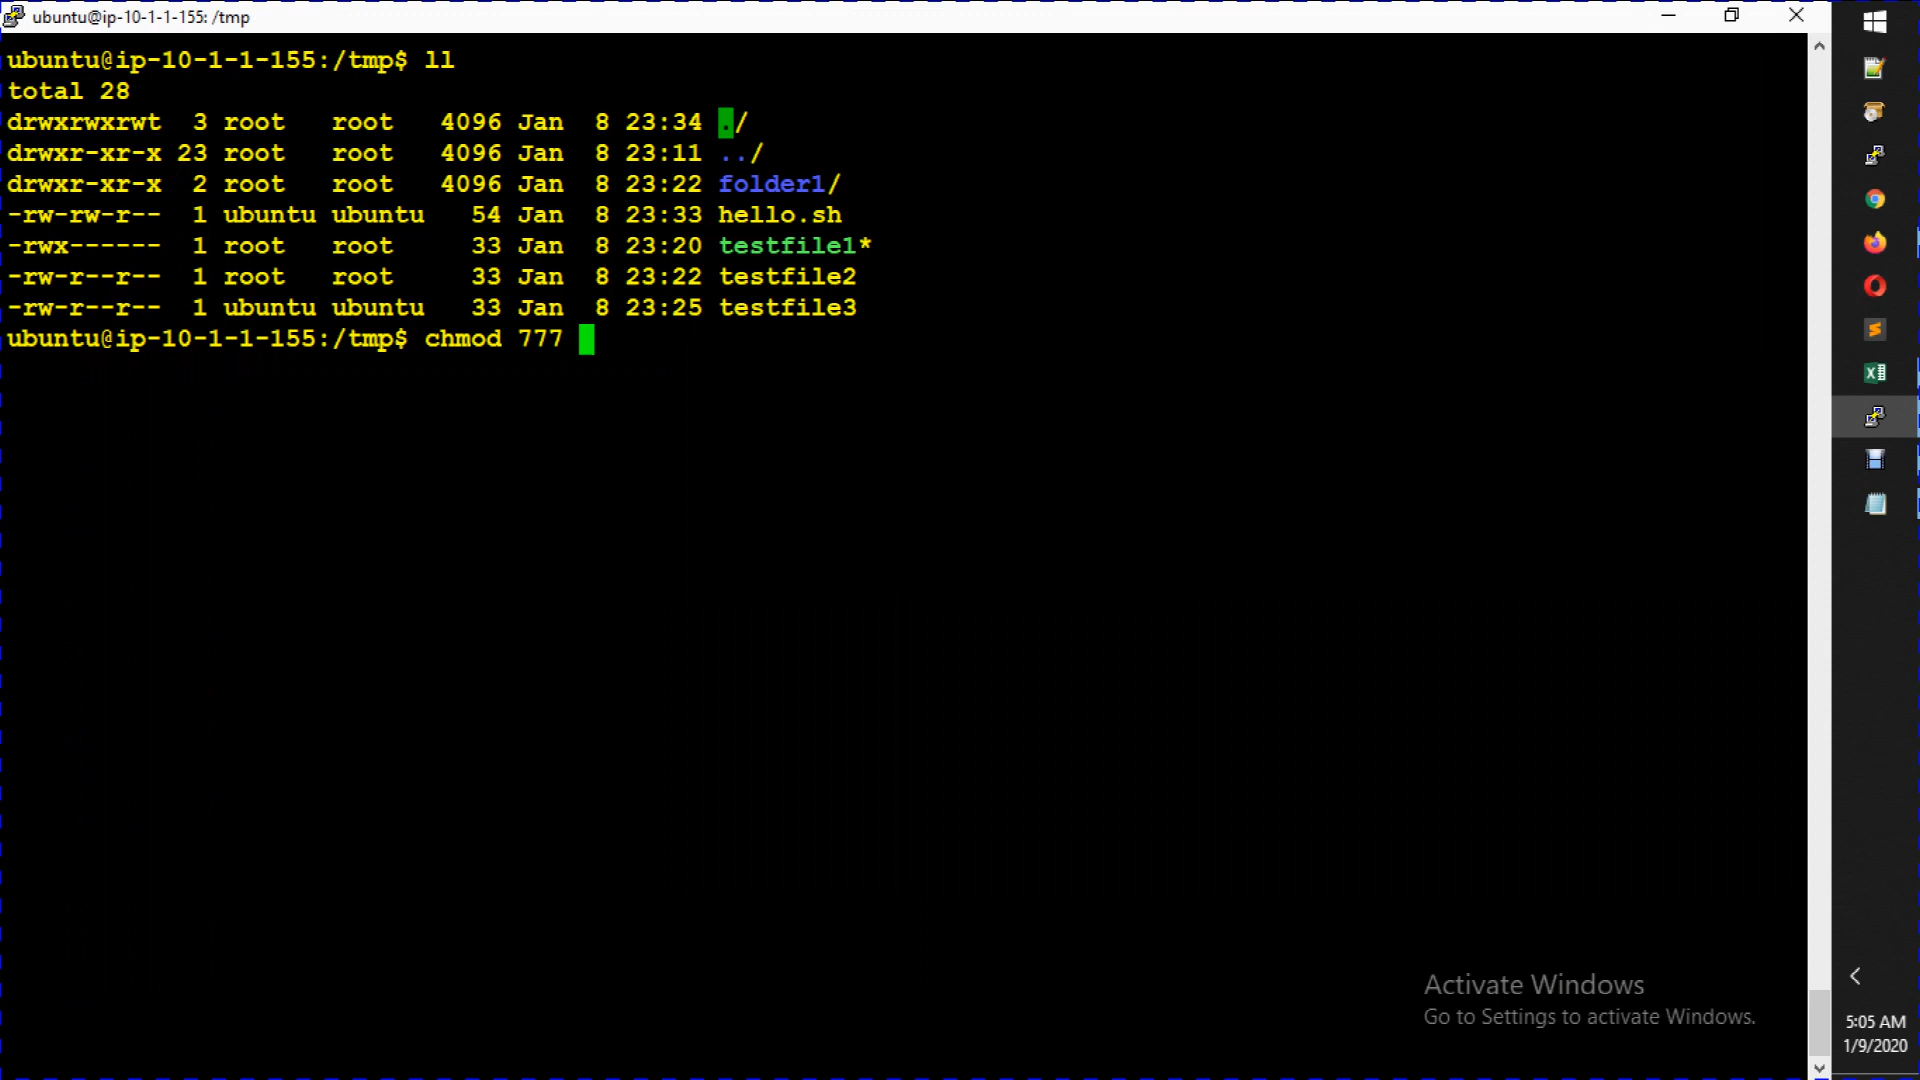 ubuntu@ip-10-1-1-155: /tmp
ubuntu@ip-10-1-1-155:/tmp$ ll
total 28
drwxrwxrwt  3 root   root   4096 Jan  8 23:34 ./
drwxr-xr-x 23 root   root   4096 Jan  8 23:11 ../
drwxr-xr-x  2 root   root   4096 Jan  8 23:22 folder1/
-rw-rw-r--  1 ubuntu ubuntu   54 Jan  8 23:33 hello.sh
-rwx------  1 root   root     33 Jan  8 23:20 testfile1*
-rw-r--r--  1 root   root     33 Jan  8 23:22 testfile2
-rw-r--r--  1 ubuntu ubuntu   33 Jan  8 23:25 testfile3
ubuntu@ip-10-1-1-155:/tmp$ chmod 777
Activate Windows
Go to Settings to activate Windows.
5:05 AM
1/9/2020